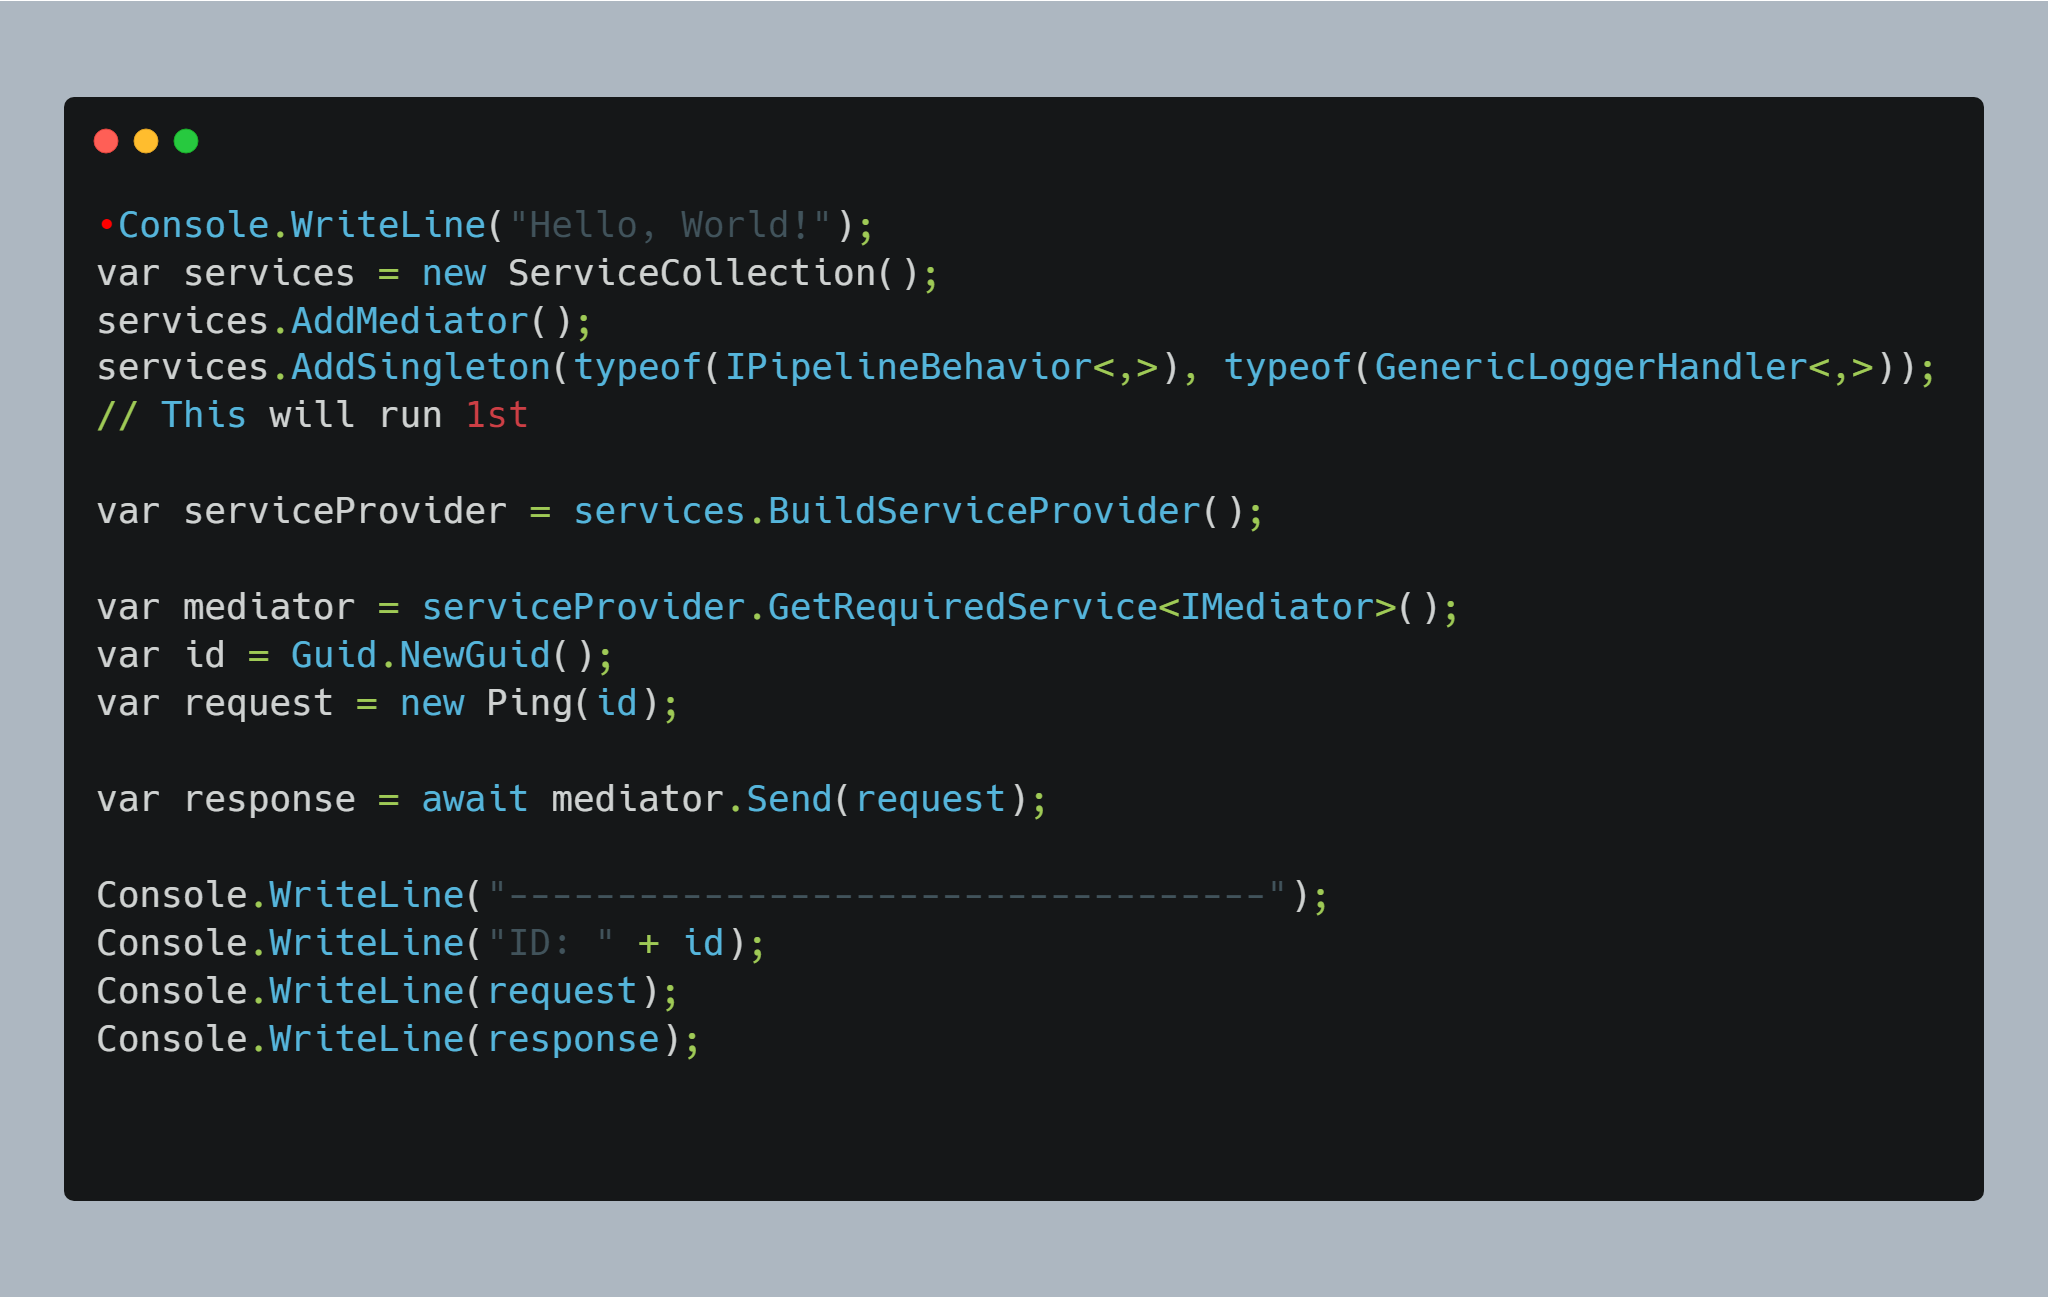 •Console.WriteLine("Hello, World!");
var services = new ServiceCollection();
services.AddMediator();
services.AddSingleton(typeof(IPipelineBehavior<,>), typeof(GenericLoggerHandler<,>));
// This will run 1st
var serviceProvider = services.BuildServiceProvider();
var mediator = serviceProvider.GetRequiredService<IMediator>();
var id = Guid.NewGuid();
var request = new Ping(id);
var response = await mediator.Send(request);
Console.WriteLine("-----------------------------------");
Console.WriteLine("ID: " + id);
Console.WriteLine(request);
Console.WriteLine(response);